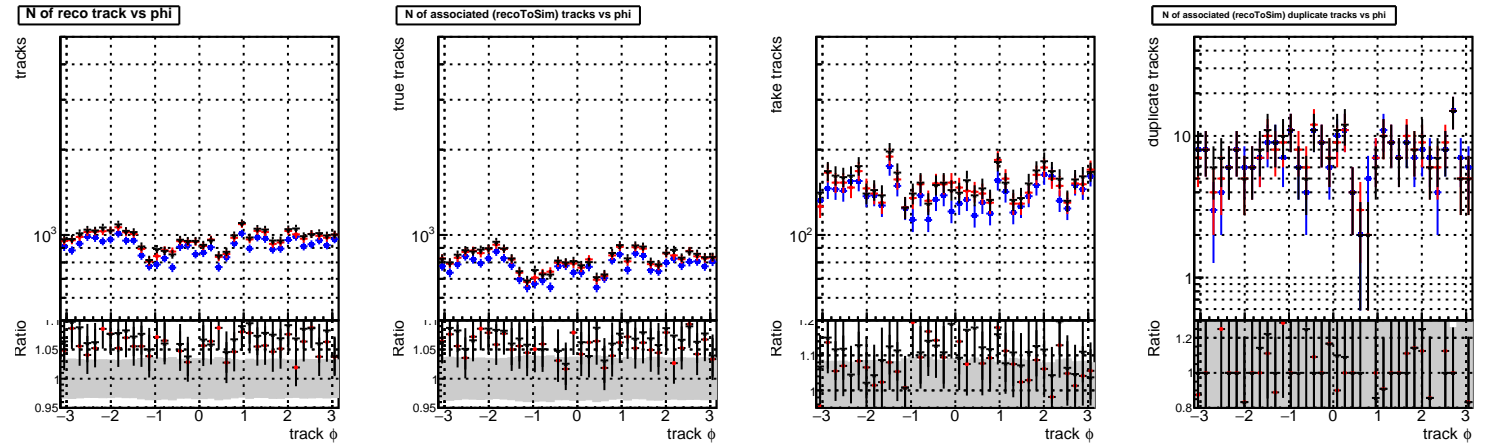 N of reco track vs phi
tracks
10³
Ratio
1.1
1.05
1
0.95
−3 −2 −1 0 1 2 3
track ϕ
N of associated (recoToSim) tracks vs phi
true tracks
10³
Ratio
1.1
1.05
1
0.95
−3 −2 −1 0 1 2 3
track ϕ
fake tracks
10²
Ratio
1.2
1.1
1
−3 −2 −1 0 1 2 3
track ϕ
N of associated (recoToSim) duplicate tracks vs phi
duplicate tracks
10
1
Ratio
1.2
1
0.8
−3 −2 −1 0 1 2 3
track ϕ